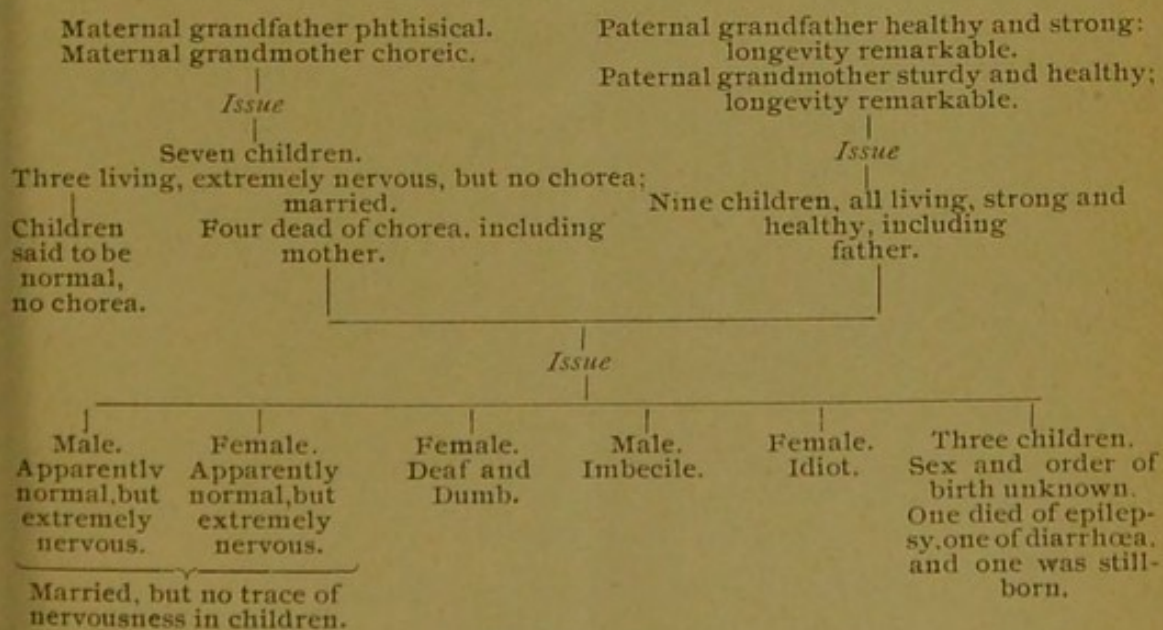 Maternal grandfather phthisical.
Maternal grandmother choreic.
Issue
Seven children.
Three living, extremely nervous, but no chorea;
married.
Four dead of chorea, including
mother.
Children
said to be
normal,
no chorea.
Paternal grandfather healthy and strong:
longevity remarkable.
Paternal grandmother sturdy and healthy;
longevity remarkable.
Issue
Nine children, all living, strong and
healthy, including
father.
Issue
Male.
Apparently
normal, but
extremely
nervous.
Female.
Apparently
normal, but
extremely
nervous.
Married, but no trace of
nervousness in children.
Female.
Deaf and
Dumb.
Male.
Imbecile.
Female.
Idiot.
Three children.
Sex and order of
birth unknown.
One died of epilep-
sy, one of diarrhœa,
and one was still-
born.